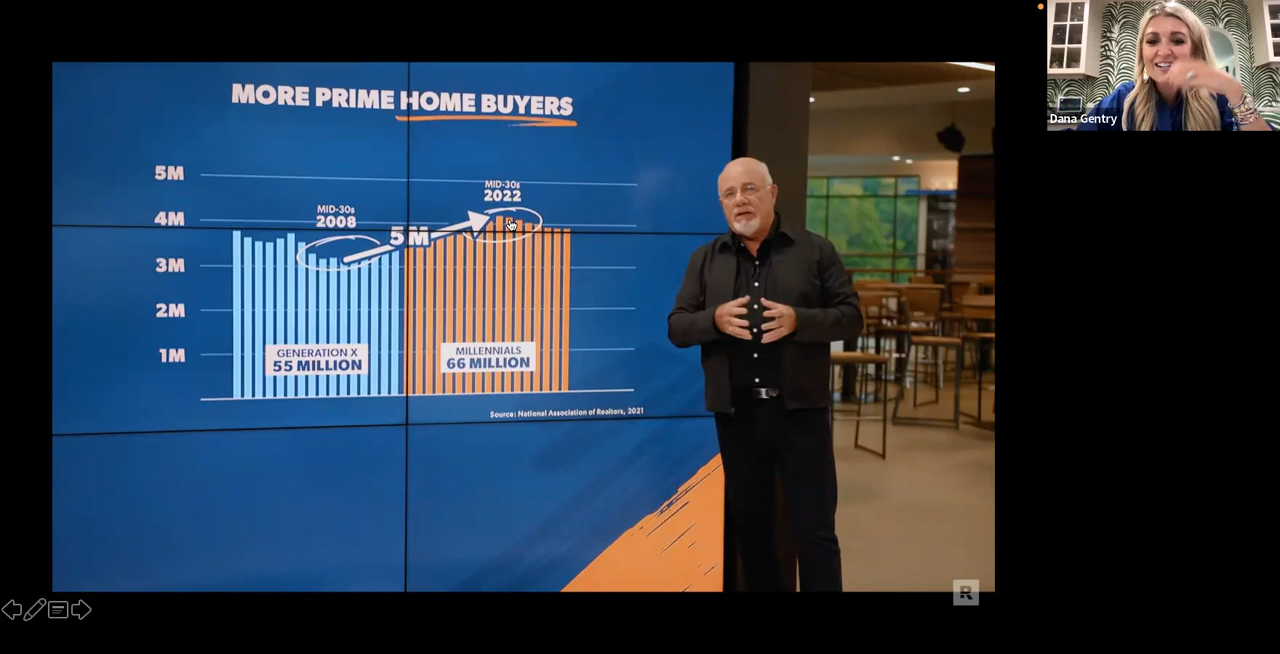 MORE PRIME HOME BUYERS
5M
4M
3M
2M
1M
MID-30s
2008
5M
MID-30s
2022
GENERATION X
55 MILLION
MILLENNIALS
66 MILLION
Source: National Association of Realtors, 2021
R
Dana Gentry